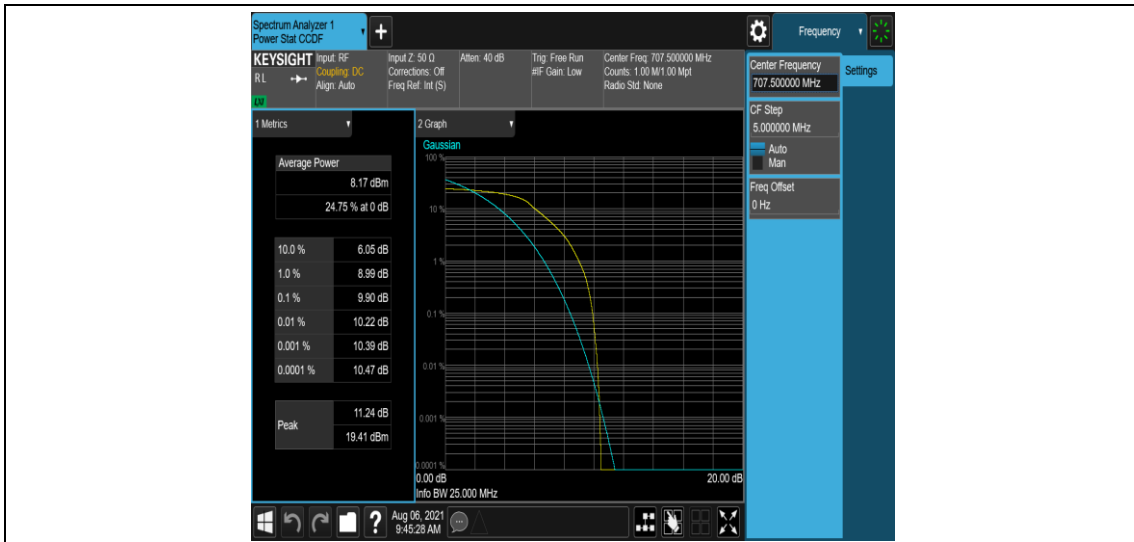 Spectrum Analyzer 1
Power Stat CCDF
+
Frequency
KEYSIGHT
RL
LM
Input: RF
Coupling: DC
Align: Auto
Input Z: 50 Ω
Corrections: Off
Freq Ref: Int (S)
Atten: 40 dB
Trig: Free Run
#IF Gain: Low
Center Freq: 707.500000 MHz
Counts: 1.00 M/1.00 Mpt
Radio Std: None
Center Frequency
707.500000 MHz
Settings
CF Step
5.000000 MHz
Auto
Man
Freq Offset
0 Hz
1 Metrics
Average Power
8.17 dBm
24.75 % at 0 dB
10.0 % 6.05 dB
1.0 % 8.99 dB
0.1 % 9.90 dB
0.01 % 10.22 dB
0.001 % 10.39 dB
0.0001 % 10.47 dB
Peak
11.24 dB
19.41 dBm
2 Graph
Gaussian
100 %
10 %
1 %
0.1 %
0.01 %
0.001 %
0.0001 %
0.00 dB 20.00 dB
Info BW 25.000 MHz
?
Aug 06, 2021
9:45:28 AM